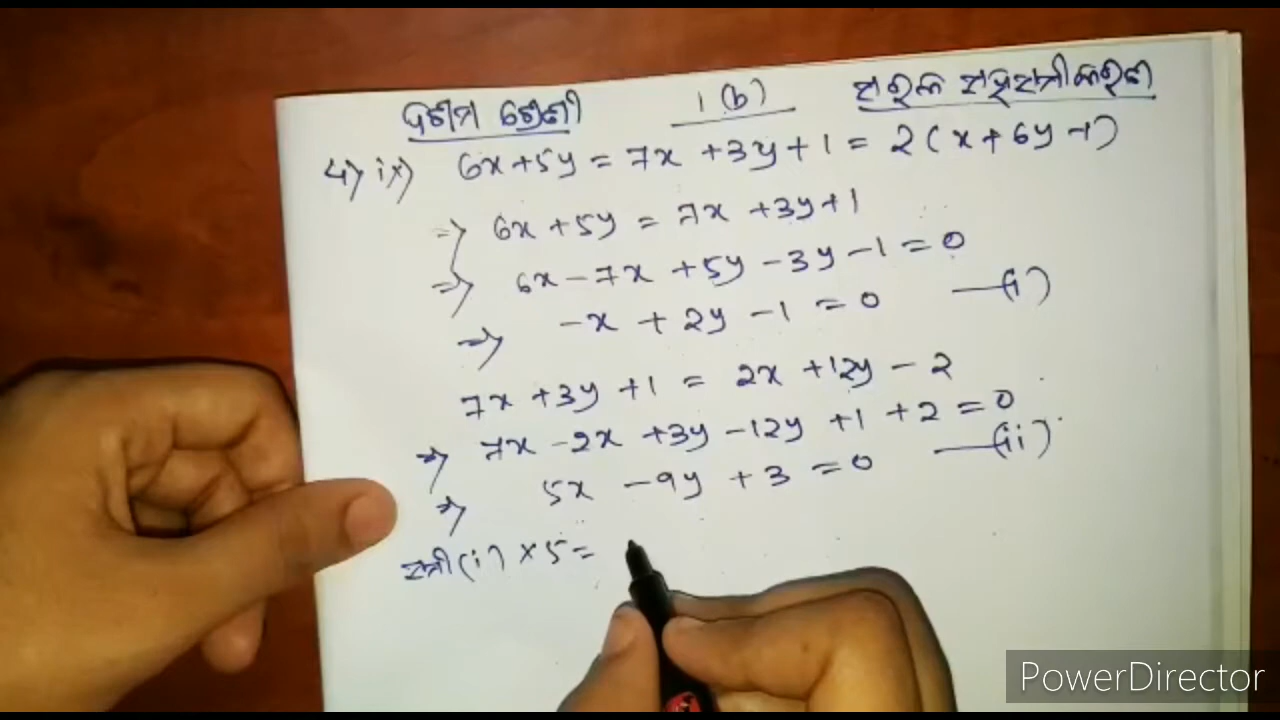 ଦଶମ ଶ୍ରେଣୀ 1(b) ସରଳ ସହସମୀକରଣ
4) ix) 6x+5y = 7x +3y+1 = 2(x+6y-1)
=> 6x +5y = 7x +3y+1
=> 6x-7x +5y -3y -1 = 0
=> -x + 2y -1 = 0 —(i)
7x +3y +1 = 2x +12y - 2
=> 7x -2x +3y -12y +1 +2 = 0
=> 5x -9y +3 = 0 —(ii)
ସମୀ(i) × 5 =
PowerDirector